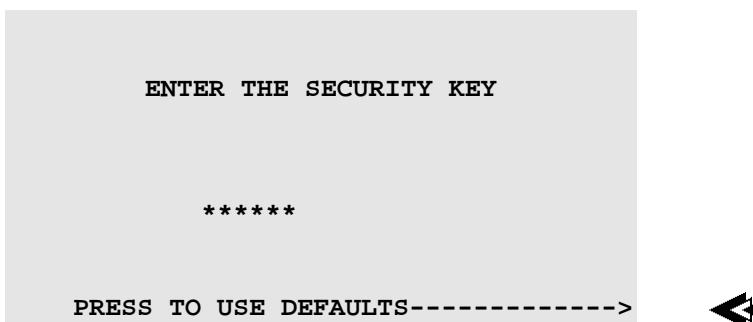 ENTER THE SECURITY KEY
******
PRESS TO USE DEFAULTS------------->